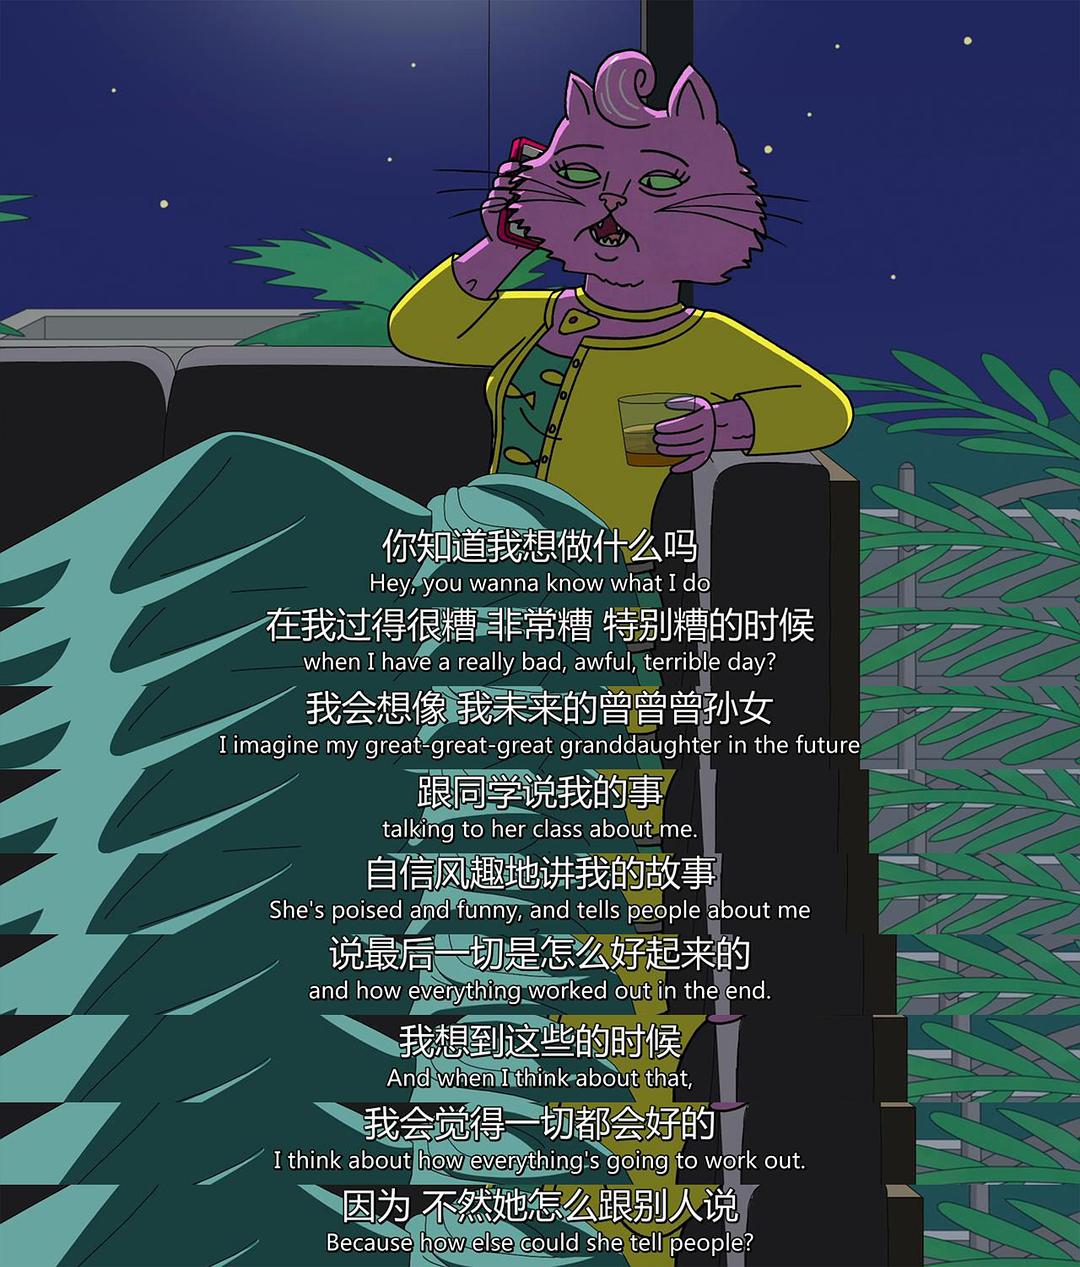 你知道我想做什么吗
Hey, you wanna know what I do
在我过得很糟 非常糟 特别糟的时候
when I have a really bad, awful, terrible day?
我会想像 我未来的曾曾曾孙女
I imagine my great-great-great granddaughter in the future
跟同学说我的事
talking to her class about me.
自信风趣地讲我的故事
She's poised and funny, and tells people about me
说最后一切是怎么好起来的
and how everything worked out in the end.
我想到这些的时候
And when I think about that,
我会觉得一切都会好的
I think about how everything's going to work out.
因为 不然她怎么跟别人说
Because how else could she tell people?